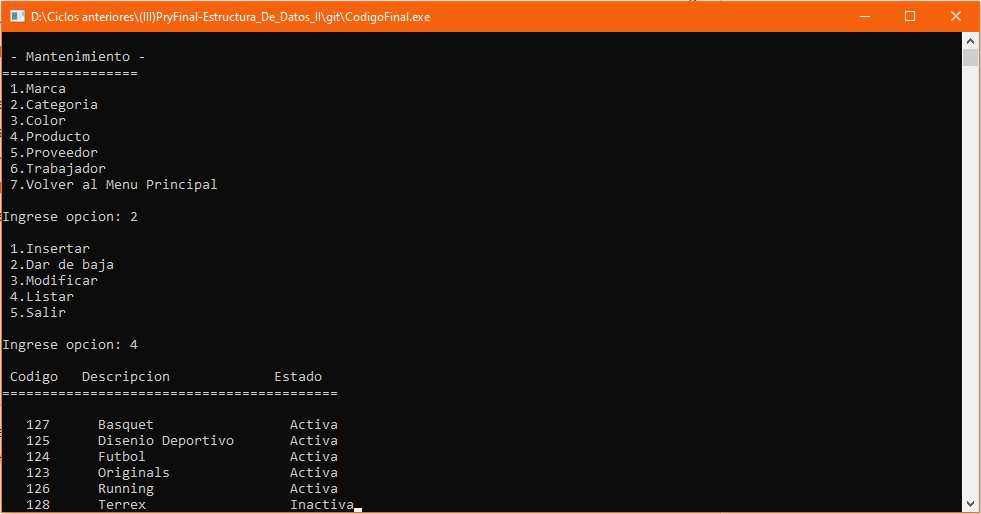 D:\Ciclos anteriores\(III)PryFinal-Estructura_De_Datos_II\git\CodigoFinal.exe
- Mantenimiento -
=================
1.Marca
2.Categoria
3.Color
4.Producto
5.Proveedor
6.Trabajador
7.Volver al Menu Principal
Ingrese opcion: 2
1.Insertar
2.Dar de baja
3.Modificar
4.Listar
5.Salir
Ingrese opcion: 4
Codigo Descripcion Estado
==========================================
127 Basquet Activa
125 Disenio Deportivo Activa
124 Futbol Activa
123 Originals Activa
126 Running Activa
128 Terrex Inactiva